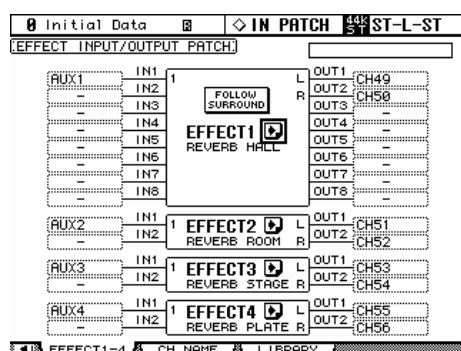 0 Initial Data R ◇IN PATCH 44K ST ST-L-ST
EFFECT INPUT/OUTPUT PATCH
AUX1 IN1 1 L OUT1 CH49
– IN2 FOLLOW SURROUND R OUT2 CH50
– IN3 OUT3 –
– IN4 EFFECT1 OUT4 –
– IN5 REVERB HALL OUT5 –
– IN6 OUT6 –
– IN7 OUT7 –
– IN8 OUT8 –
AUX2 IN1 1 EFFECT2 L OUT1 CH51
– IN2 REVERB ROOM R OUT2 CH52
AUX3 IN1 1 EFFECT3 L OUT1 CH53
– IN2 REVERB STAGE R OUT2 CH54
AUX4 IN1 1 EFFECT4 L OUT1 CH55
– IN2 REVERB PLATE R OUT2 CH56
EFFECT1-4 CH NAME LIBRARY